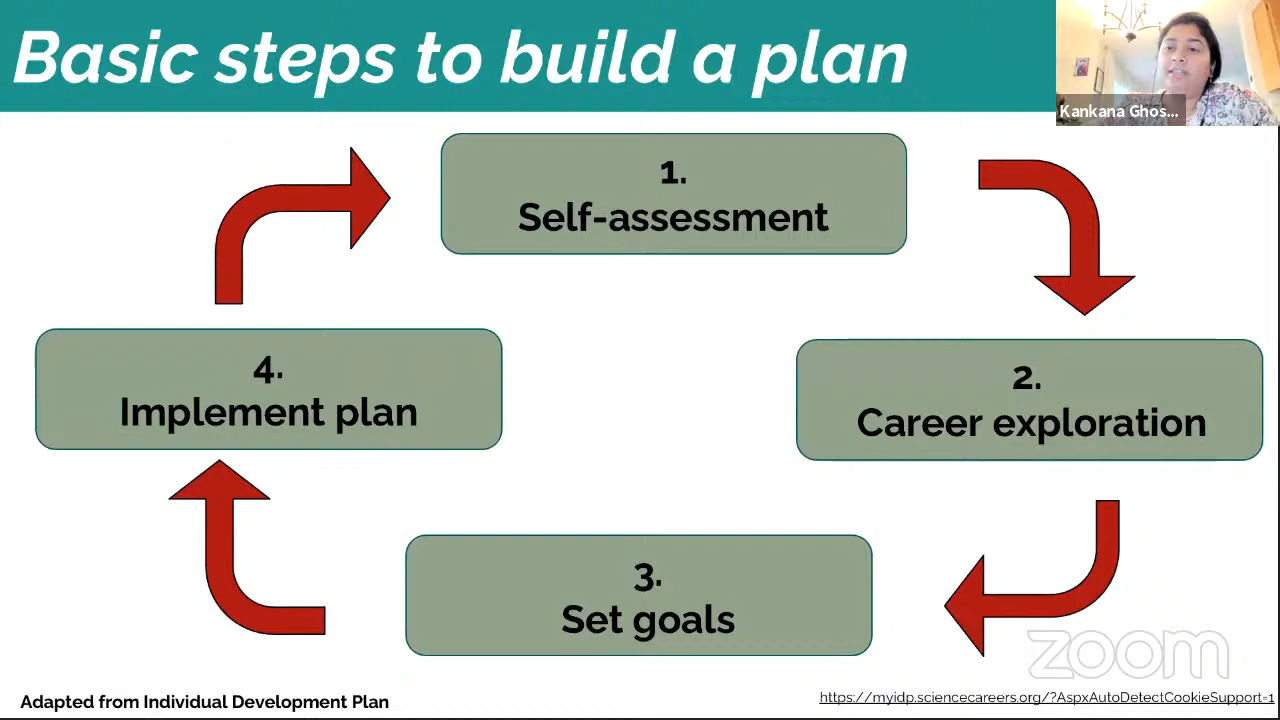 Basic steps to build a plan
Kankana Ghos...
1.
Self-assessment
2.
Career exploration
3.
Set goals
4.
Implement plan
zoom
Adapted from Individual Development Plan
https://myidp.sciencecareers.org/?AspxAutoDetectCookieSupport=1